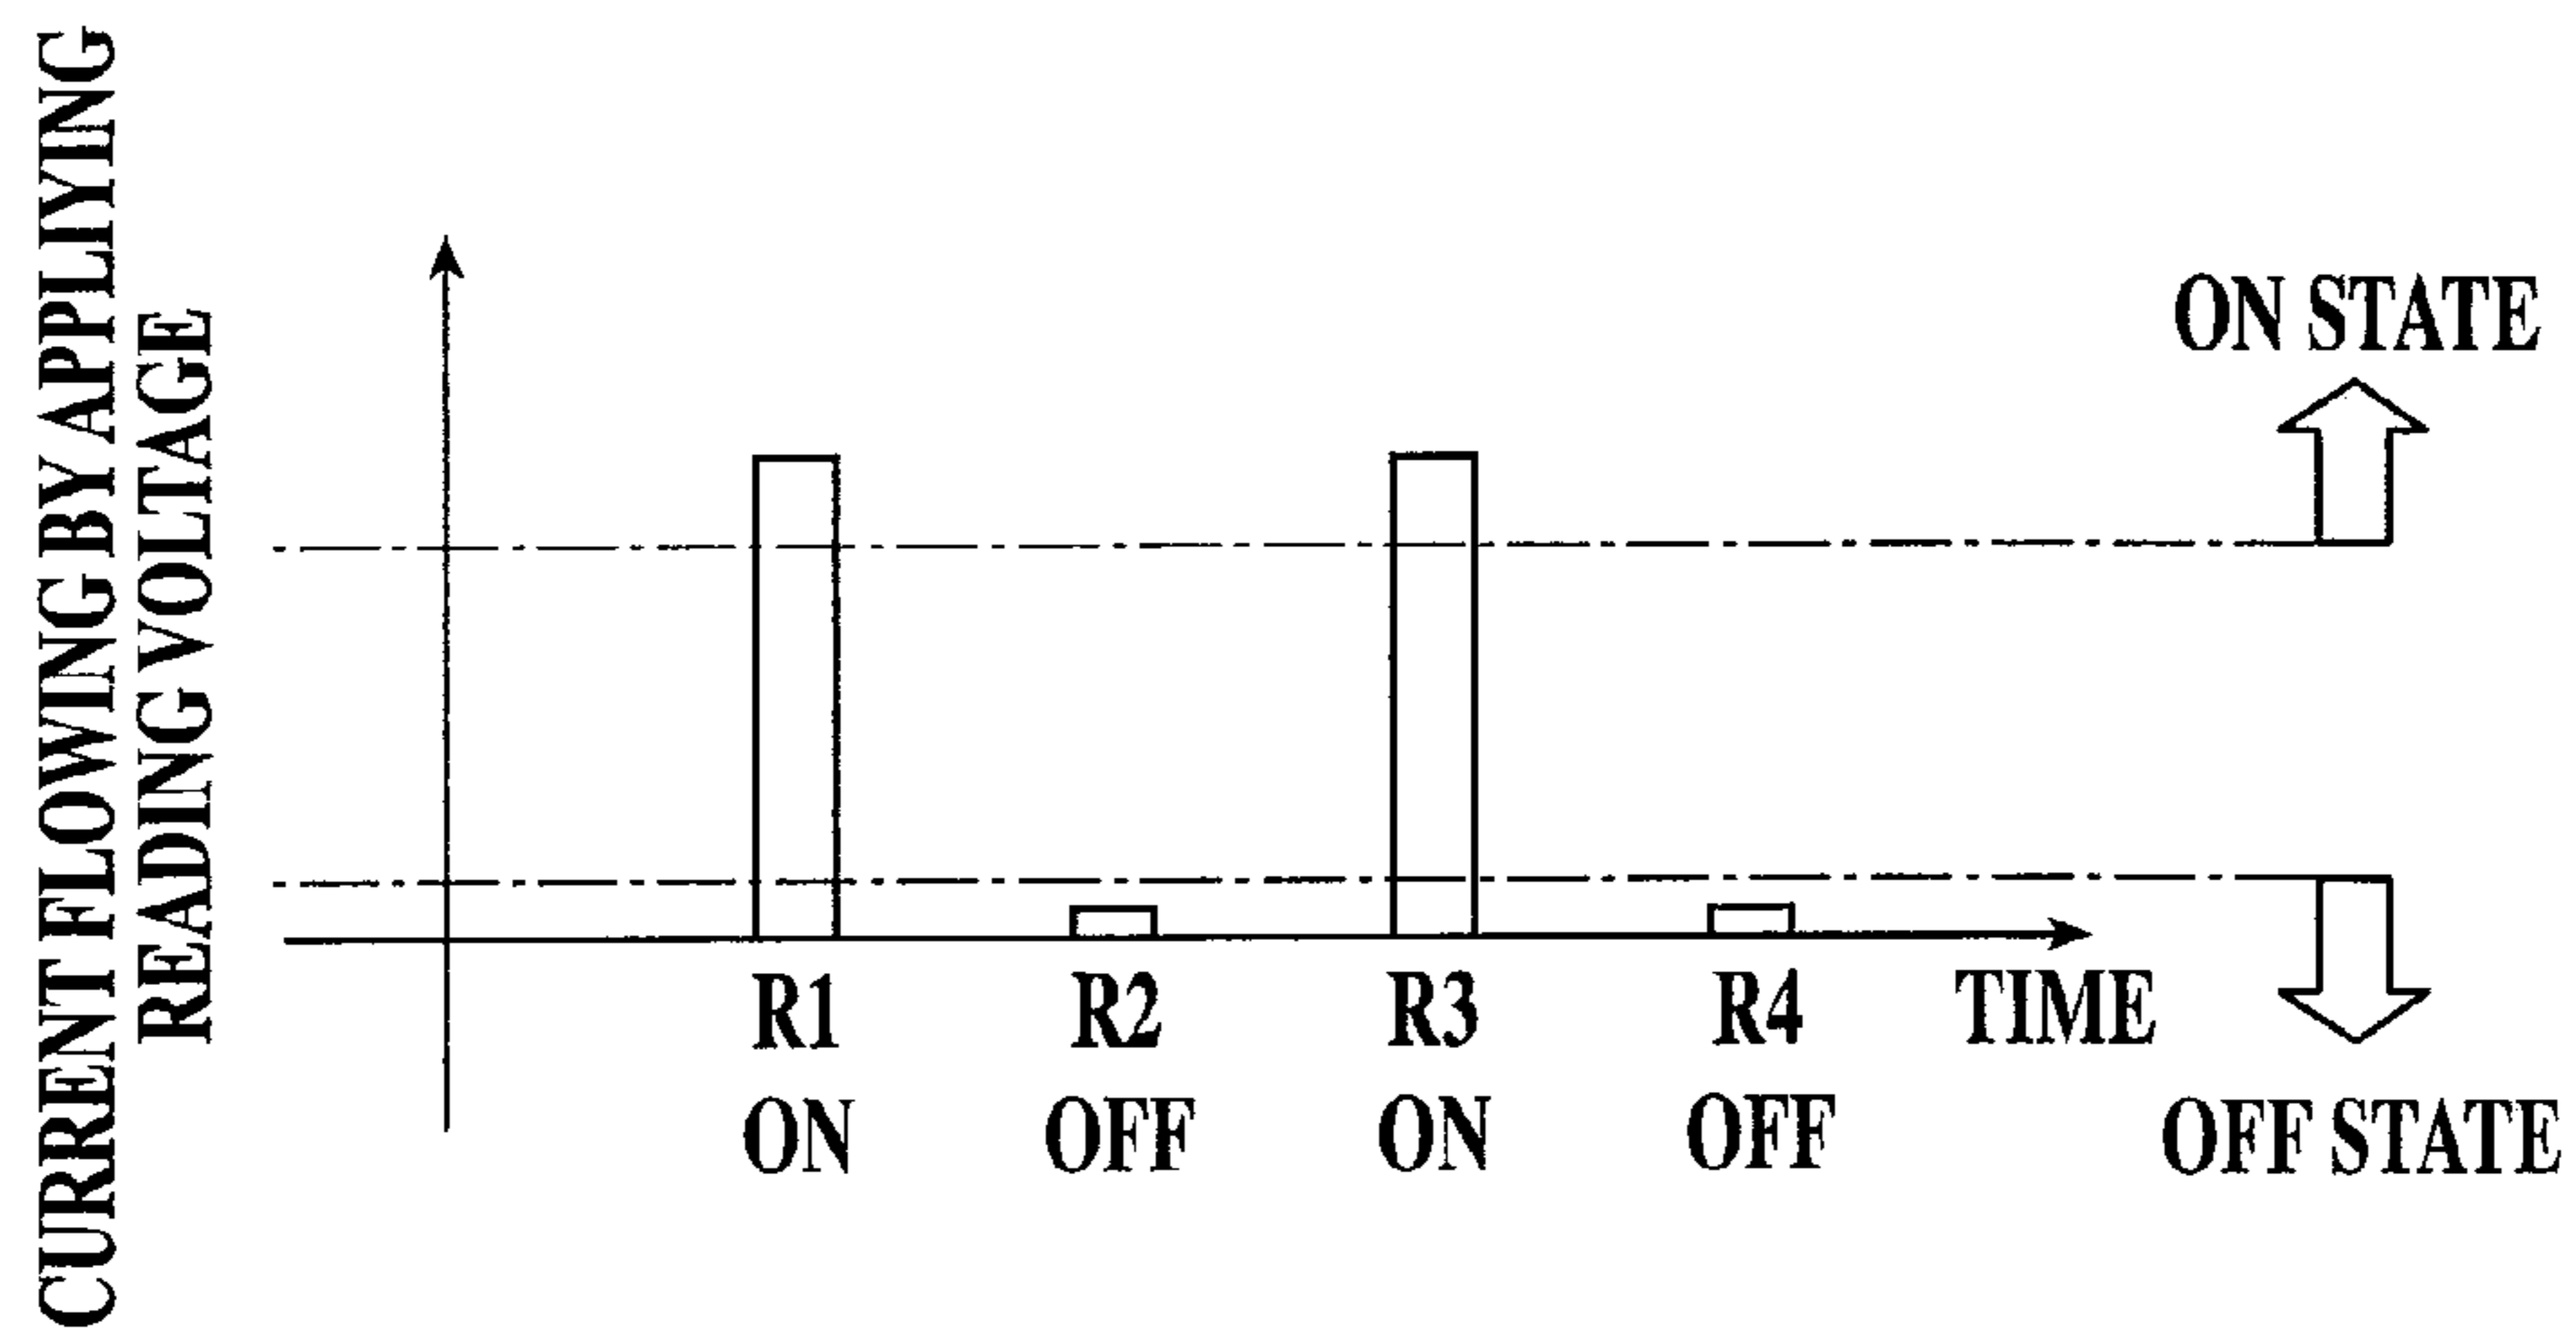 CURRENT FLOWING BY APPLIYING
READING VOLTAGE
ON STATE
R1 R2 R3 R4 TIME
ON OFF ON OFF OFF STATE